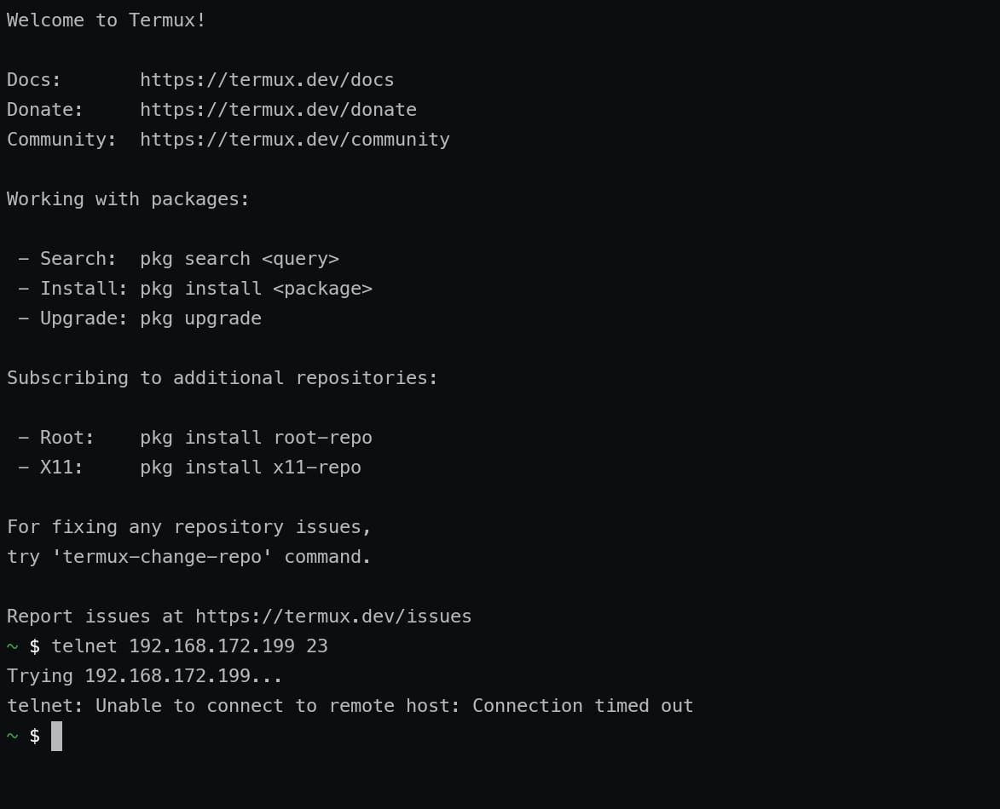 Welcome to Termux!
Docs:       https://termux.dev/docs
Donate:     https://termux.dev/donate
Community:  https://termux.dev/community
Working with packages:
 - Search:  pkg search <query>
 - Install: pkg install <package>
 - Upgrade: pkg upgrade
Subscribing to additional repositories:
 - Root:    pkg install root-repo
 - X11:     pkg install x11-repo
For fixing any repository issues,
try 'termux-change-repo' command.
Report issues at https://termux.dev/issues
~ $ telnet 192.168.172.199 23
Trying 192.168.172.199...
telnet: Unable to connect to remote host: Connection timed out
~ $